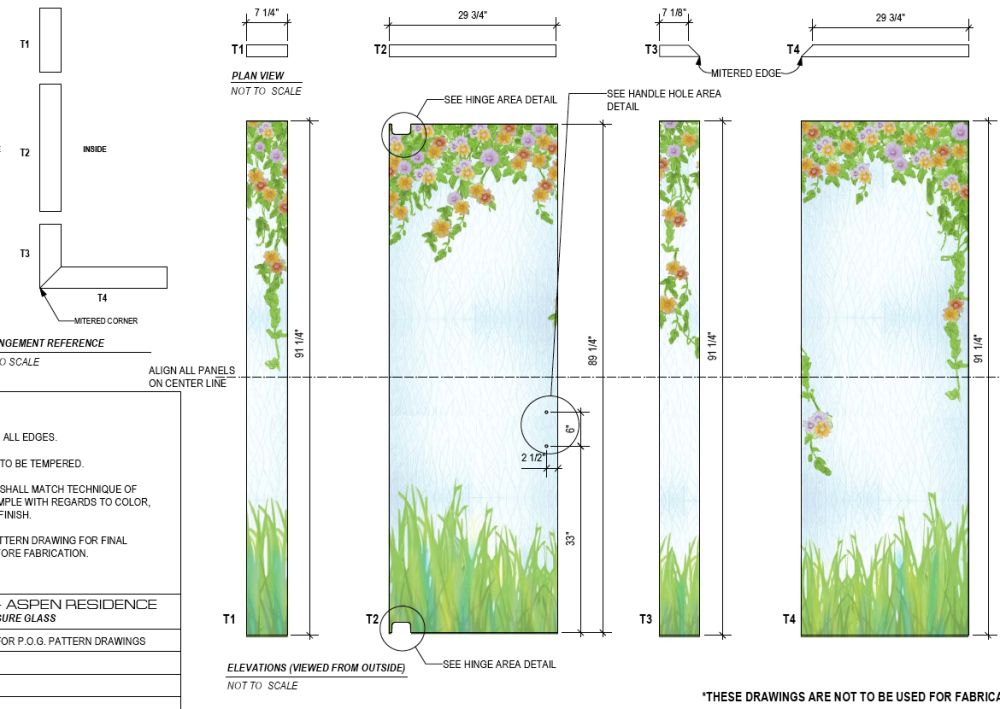 7 1/4"
29 3/4"
7 1/8"
29 3/4"
T1
T1
T2
T3
T4
MITERED EDGE
PLAN VIEW
NOT TO SCALE
SEE HINGE AREA DETAIL
SEE HANDLE HOLE AREA
DETAIL
T2
INSIDE
T3
T4
MITERED CORNER
NGEMENT REFERENCE
O SCALE
91 1/4"
89 1/4"
91 1/4"
91 1/4"
ALIGN ALL PANELS
ON CENTER LINE
6"
2 1/2"
33"
ALL EDGES.
TO BE TEMPERED.
SHALL MATCH TECHNIQUE OF
MPLE WITH REGARDS TO COLOR,
FINISH.
TTERN DRAWING FOR FINAL
FORE FABRICATION.
- ASPEN RESIDENCE
SURE GLASS
FOR P.O.G. PATTERN DRAWINGS
T1
T2
T3
T4
ELEVATIONS (VIEWED FROM OUTSIDE)
NOT TO SCALE
SEE HINGE AREA DETAIL
*THESE DRAWINGS ARE NOT TO BE USED FOR FABRICA